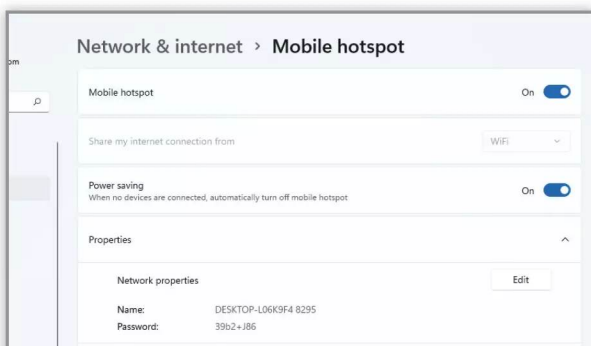 Network & internet > Mobile hotspot
om
Mobile hotspot On
Share my internet connection from WiFi
Power saving
When no devices are connected, automatically turn off mobile hotspot On
Properties
Network properties Edit
Name: DESKTOP-L06K9F4 8295
Password: 39b2+J86